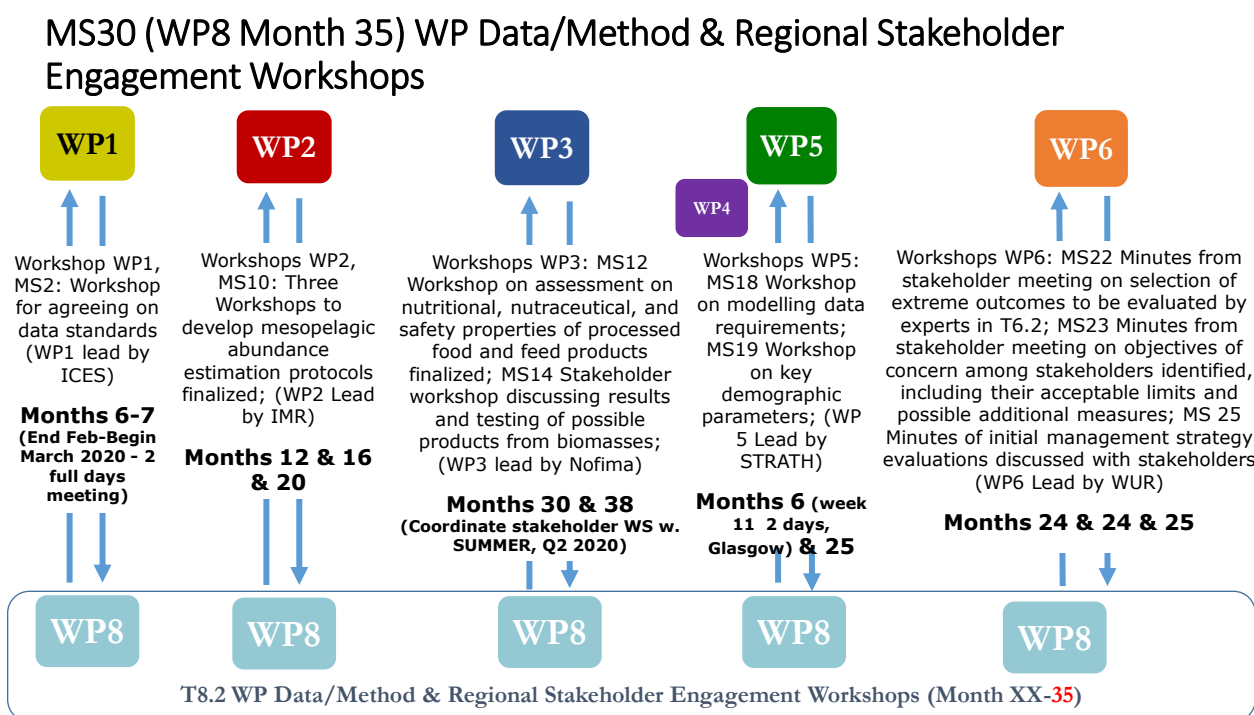 MS30 (WP8 Month 35) WP Data/Method & Regional Stakeholder
Engagement Workshops
WP1
Workshop WP1,
MS2: Workshop
for agreeing on
data standards
(WP1 lead by
ICES)
Months 6-7
(End Feb-Begin
March 2020 - 2
full days
meeting)
WP2
Workshops WP2,
MS10: Three
Workshops to
develop mesopelagic
abundance
estimation protocols
finalized; (WP2 Lead
by IMR)
Months 12 & 16
& 20
WP3
Workshops WP3: MS12
Workshop on assessment on
nutritional, nutraceutical, and
safety properties of processed
food and feed products
finalized; MS14 Stakeholder
workshop discussing results
and testing of possible
products from biomasses;
(WP3 lead by Nofima)
Months 30 & 38
(Coordinate stakeholder WS w.
SUMMER, Q2 2020)
WP5
WP4
Workshops WP5:
MS18 Workshop
on modelling data
requirements;
MS19 Workshop
on key
demographic
parameters; (WP
5 Lead by
STRATH)
Months 6 (week
11 2 days,
Glasgow) & 25
WP6
Workshops WP6: MS22 Minutes from
stakeholder meeting on selection of
extreme outcomes to be evaluated by
experts in T6.2; MS23 Minutes from
stakeholder meeting on objectives of
concern among stakeholders identified,
including their acceptable limits and
possible additional measures; MS 25
Minutes of initial management strategy
evaluations discussed with stakeholders
(WP6 Lead by WUR)
Months 24 & 24 & 25
WP8
WP8
WP8
WP8
WP8
T8.2 WP Data/Method & Regional Stakeholder Engagement Workshops (Month XX-35)